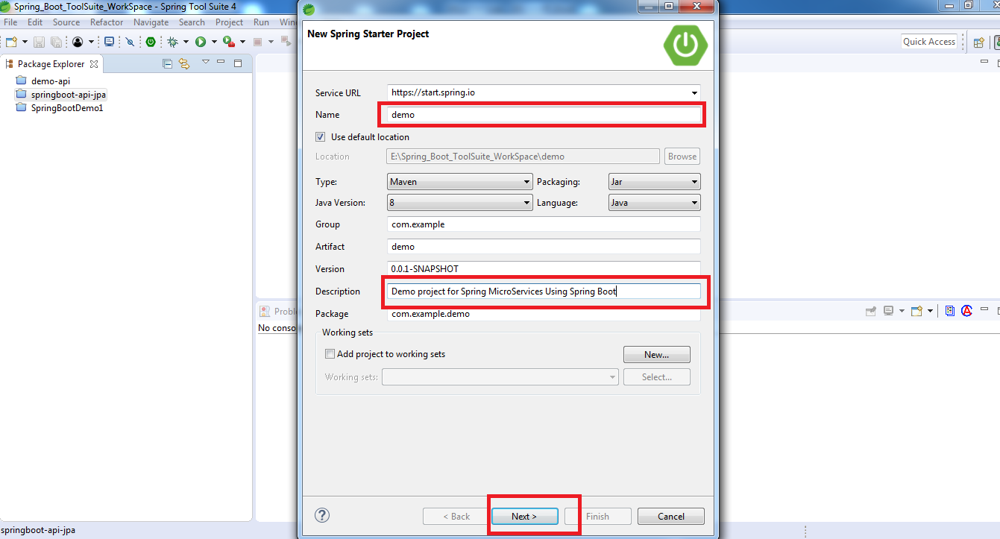 Spring_Boot_ToolSuite_WorkSpace - Spring Tool Suite 4
File Edit Source Refactor Navigate Search Project Run
Quick Access
Package Explorer
demo-api
springboot-api-jpa
SpringBootDemo1
New Spring Starter Project
Service URL https://start.spring.io
Name demo
Use default location
Location E:\Spring_Boot_ToolSuite_WorkSpace\demo Browse
Type: Maven Packaging: Jar
Java Version: 8 Language: Java
Group com.example
Artifact demo
Version 0.0.1-SNAPSHOT
Description Demo project for Spring MicroServices Using Spring Boot
Package com.example.demo
Working sets
Add project to working sets New...
Working sets: Select...
? < Back Next > Finish Cancel
Proble
No conso
springboot-api-jpa